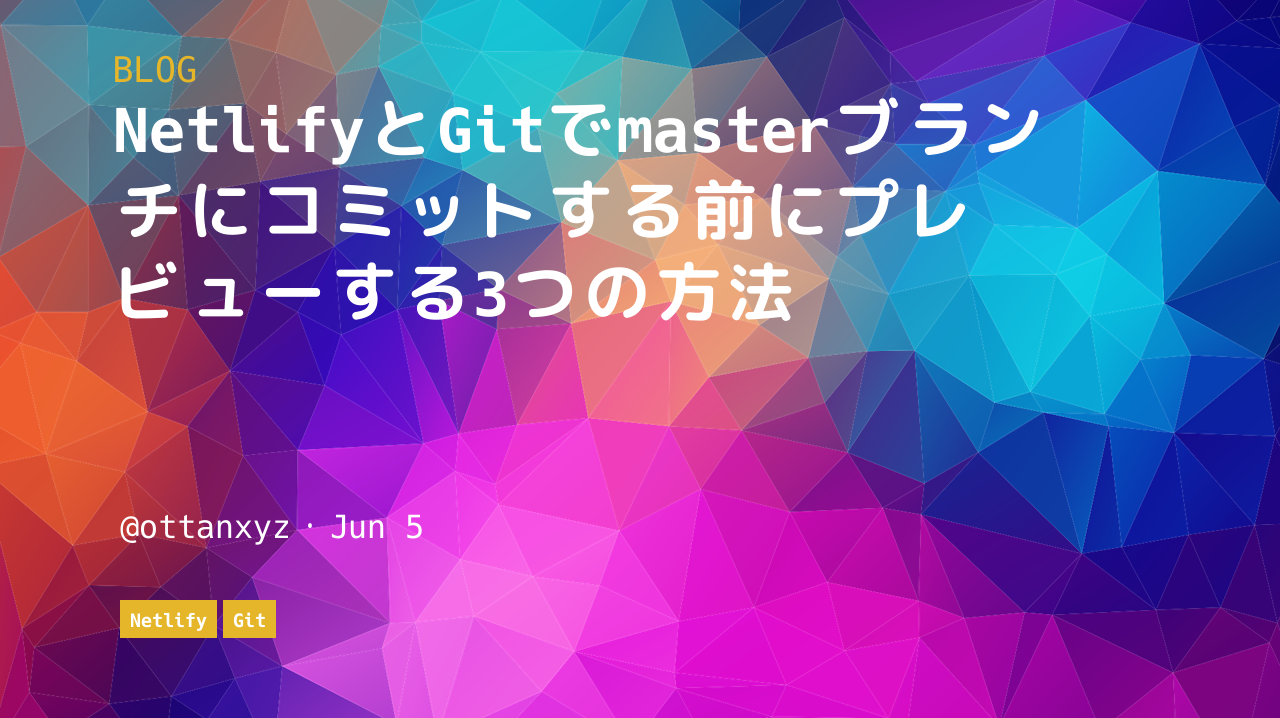 BLOG
NetlifyとGitでmasterブラン
チにコミットする前にプレ
ビューする3つの方法
@ottanxyz · Jun 5
Netlify Git